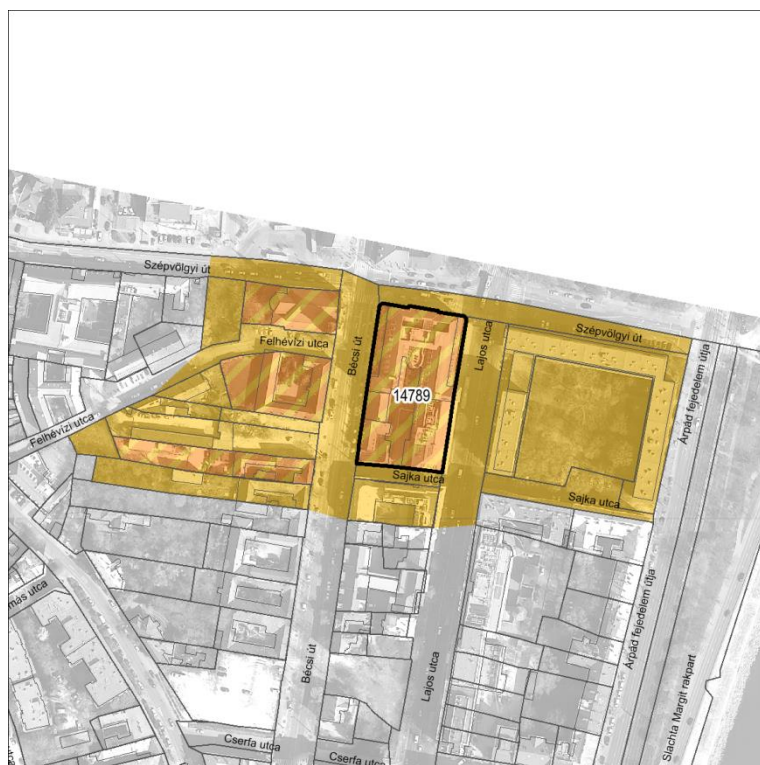 Szépvölgyi út
Szépvölgyi út
Felhévízi utca
Bécsi út
Lajos utca
14789
Felhévízi utca
Árpád fejedelem útja
Sajka utca
Sajka utca
más utca
Árpád fejedelem útja
Bécsi út
Lajos utca
Slachta Margit rakpart
Cserfa utca
Cserfa utca